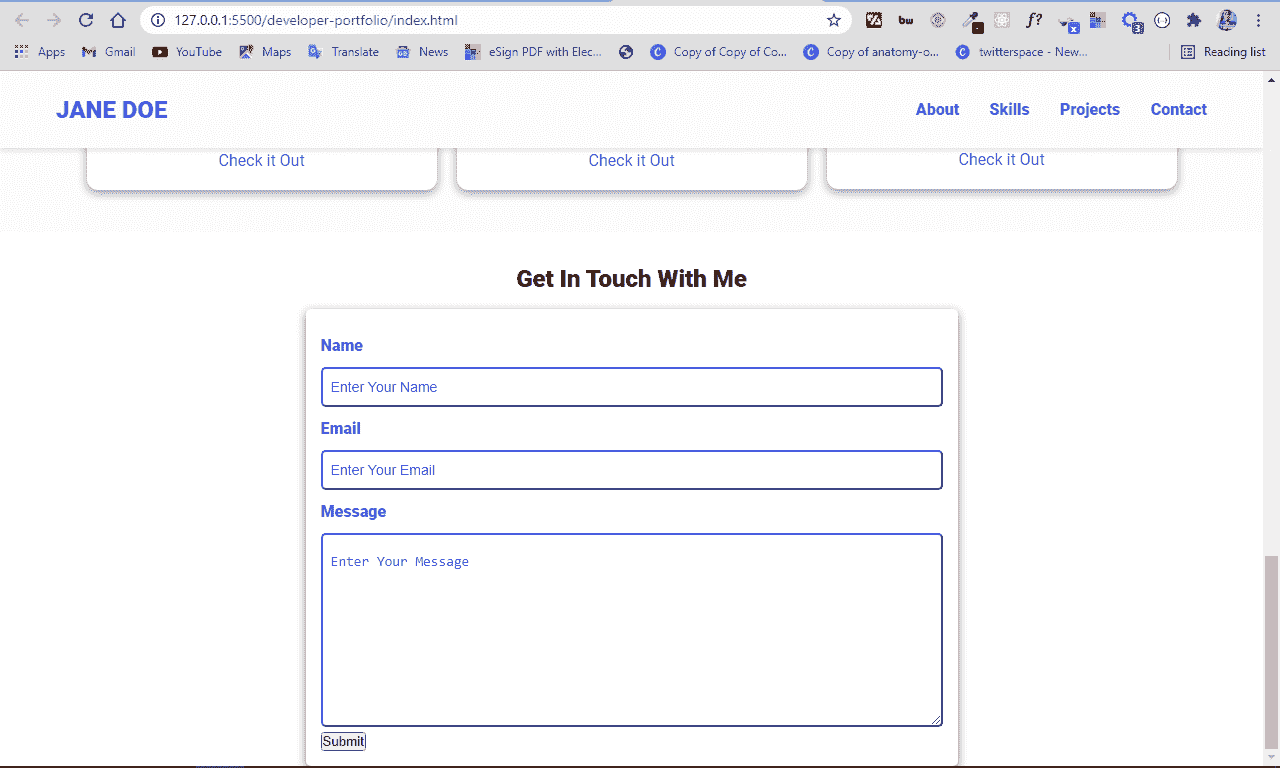 127.0.0.1:5500/developer-portfolio/index.html
Apps Gmail YouTube Maps Translate News eSign PDF with Elec... Copy of Copy of Co... Copy of anatomy-o... twitterspace - New... Reading list
JANE DOE About Skills Projects Contact
Check it Out Check it Out Check it Out
Get In Touch With Me
Name
Enter Your Name
Email
Enter Your Email
Message
Enter Your Message
Submit